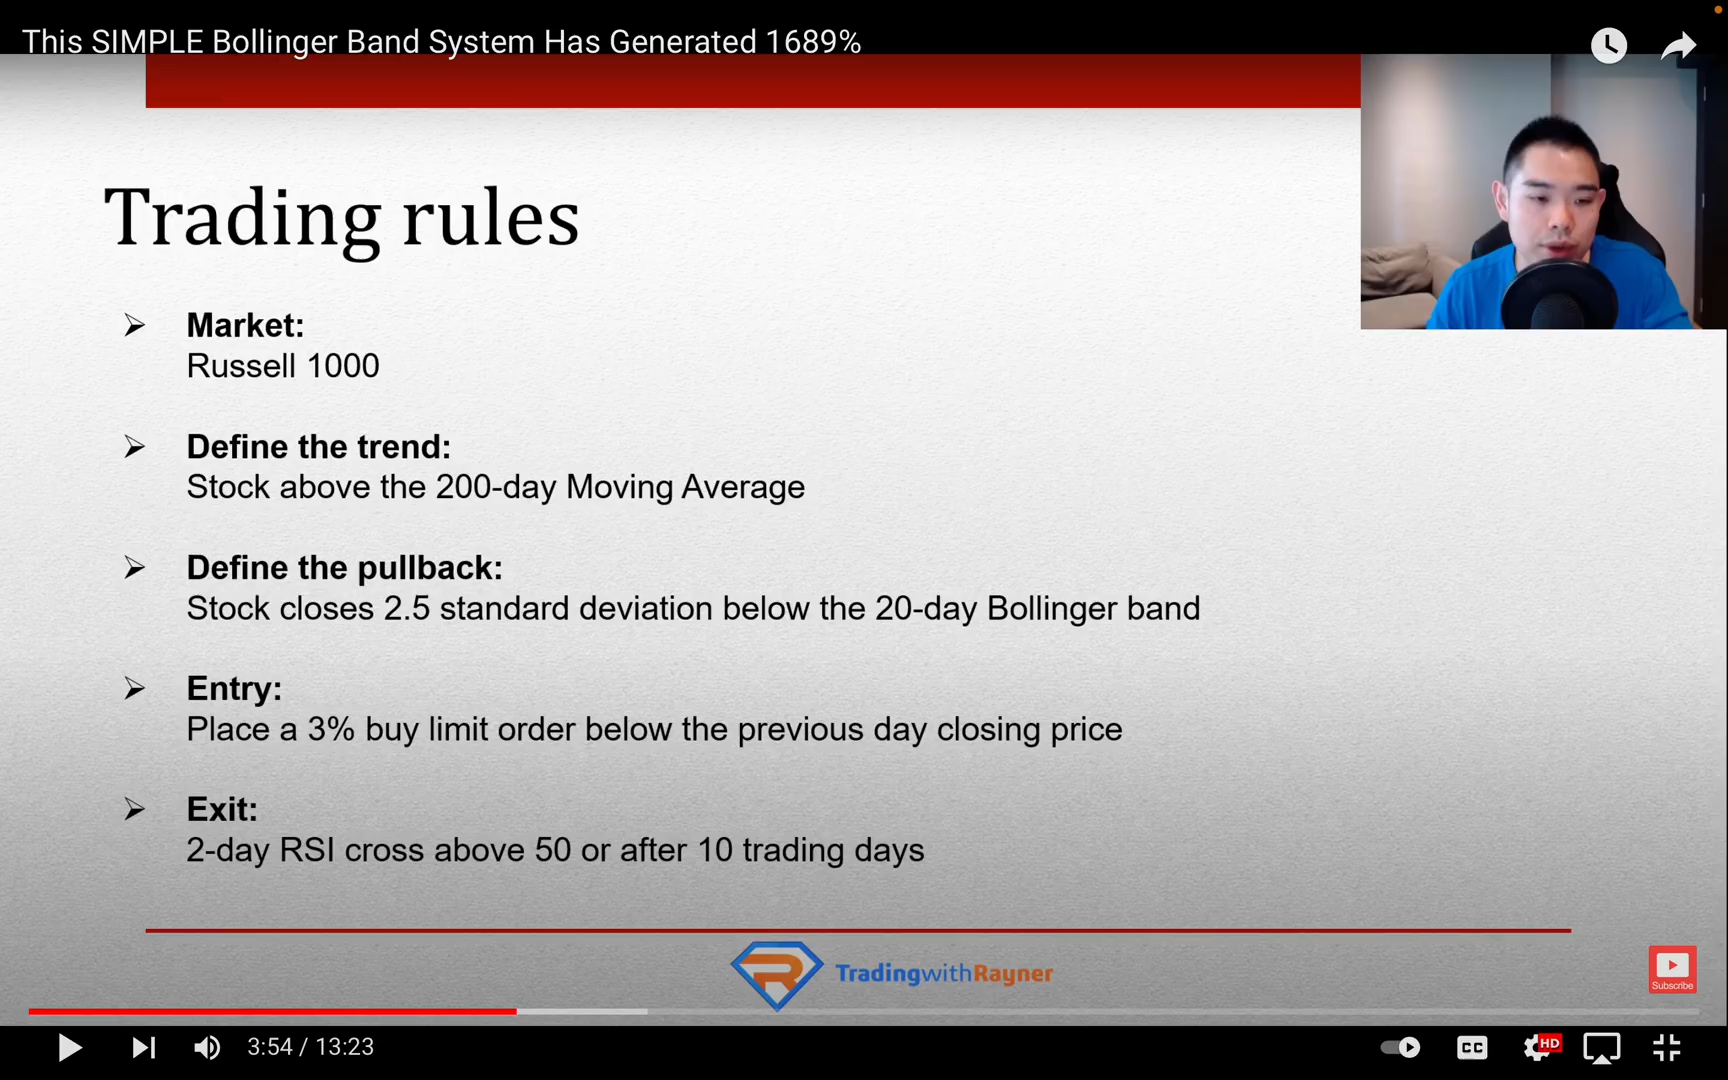 This SIMPLE Bollinger Band System Has Generated 1689%
Trading rules
Market:
Russell 1000
Define the trend:
Stock above the 200-day Moving Average
Define the pullback:
Stock closes 2.5 standard deviation below the 20-day Bollinger band
Entry:
Place a 3% buy limit order below the previous day closing price
Exit:
2-day RSI cross above 50 or after 10 trading days
R TradingwithRayner
Subscribe
3:54 / 13:23
CC
HD